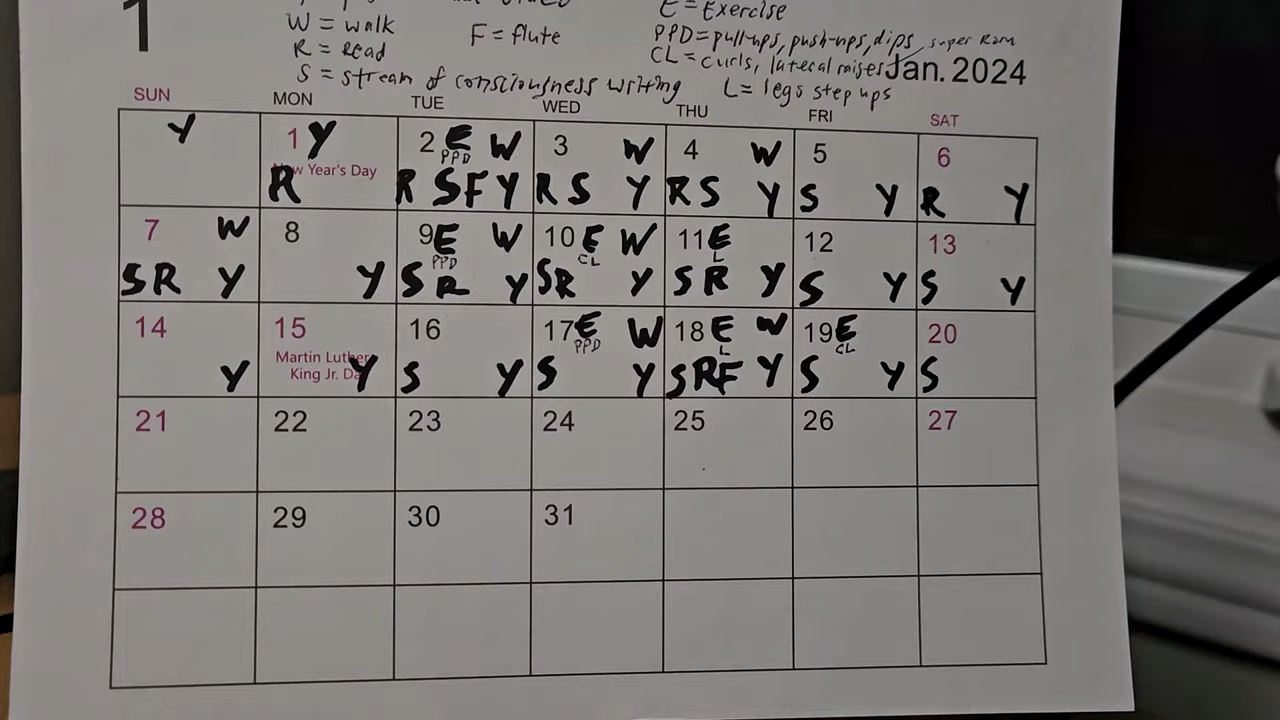 1
E = Exercise
W = walk
F = flute
PPD = pull-ups, push-ups, dips, super Ram
R = Read
CL = curls, lateral raises
Jan. 2024
S = stream of consciousness writing
L = legs step ups
SUN MON TUE WED THU FRI SAT
Y 1 Y 2 E W 3 W 4 W 5 6
PPD
New Year's Day
R R S F Y R S Y R S Y S Y R Y
7 W 8 9 E W 10 E W 11 E 12 13
PPD CL L
S R Y Y S R Y S R Y S R Y S Y S Y
14 15 16 17 E W 18 E W 19 E 20
PPD L CL
Martin Luther
King Jr. Day
Y Y S Y S Y S R F Y S Y S
21 22 23 24 25 26 27
28 29 30 31